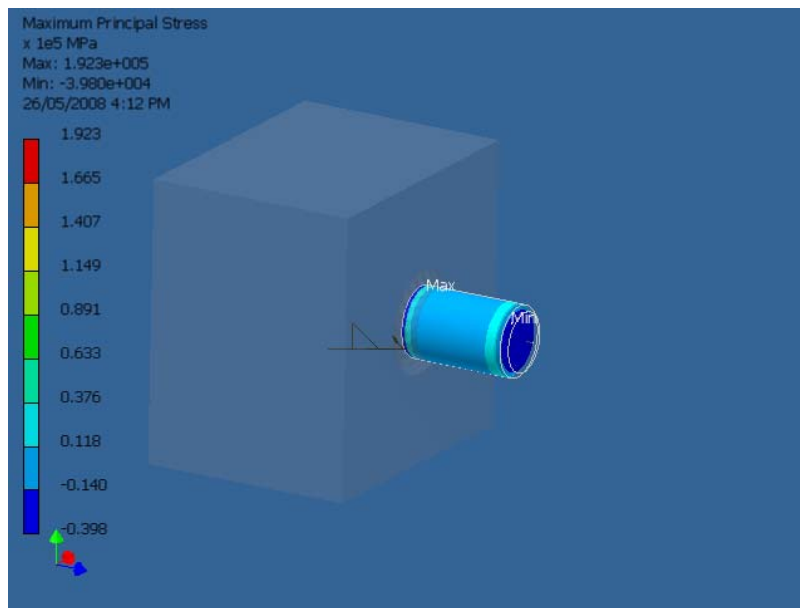 Maximum Principal Stress
x 1e5 MPa
Max: 1.923e+005
Min: -3.980e+004
26/05/2008 4:12 PM
1.923
1.665
1.407
1.149
0.891
0.633
0.376
0.118
-0.140
-0.398
Max
Min